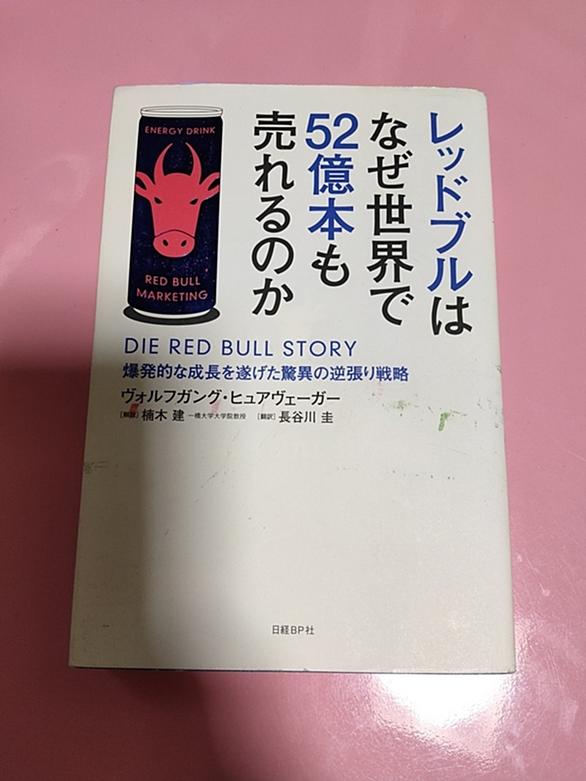 レッドブルは
なぜ世界で
52億本も
売れるのか
ENERGY DRINK
RED BULL
MARKETING
DIE RED BULL STORY
爆発的な成長を遂げた驚異の逆張り戦略
ヴォルフガング・ヒュアヴェーガー
[解説] 楠木 建 一橋大学大学院教授 [翻訳] 長谷川 圭
日経BP社